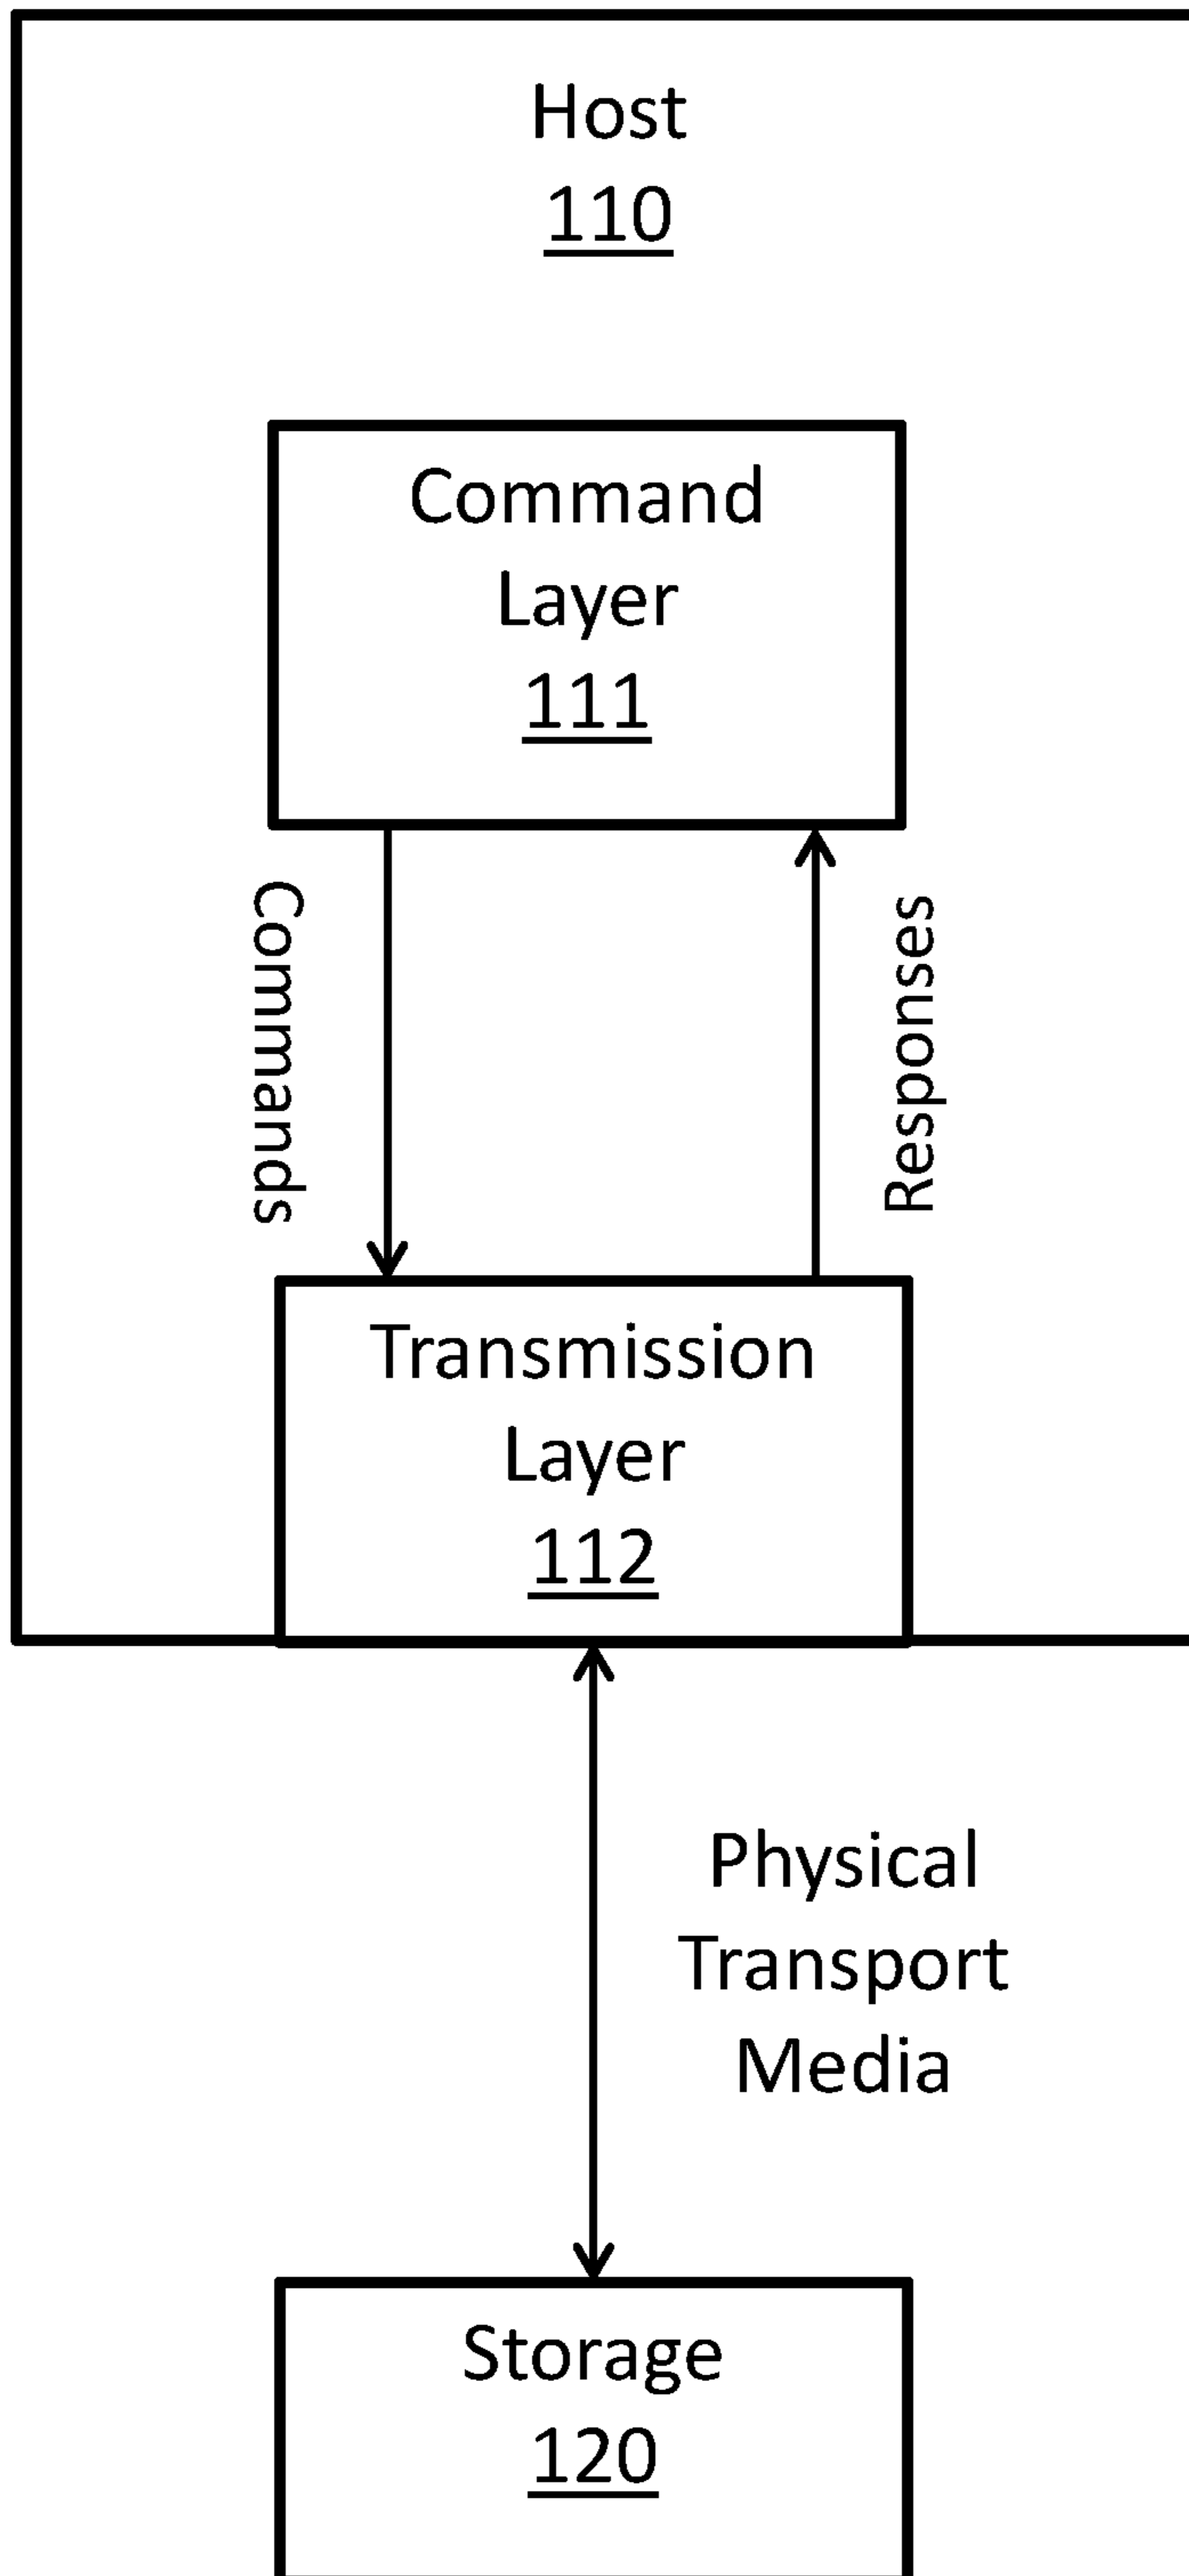 Host
110
Command
Layer
111
Commands
Responses
Transmission
Layer
112
Physical
Transport
Media
Storage
120